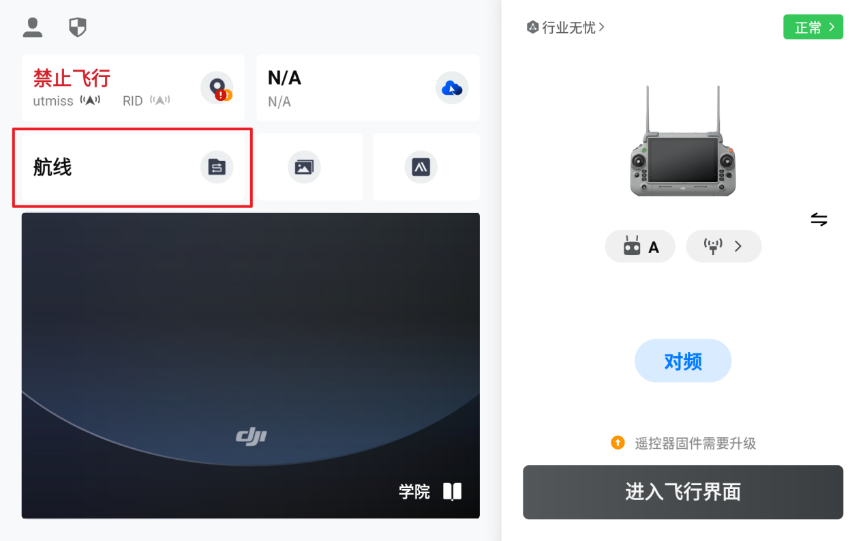 禁止飞行
utmiss RID
N/A
N/A
航线
dji
学院
行业无忧
正常
A
对频
遥控器固件需要升级
进入飞行界面